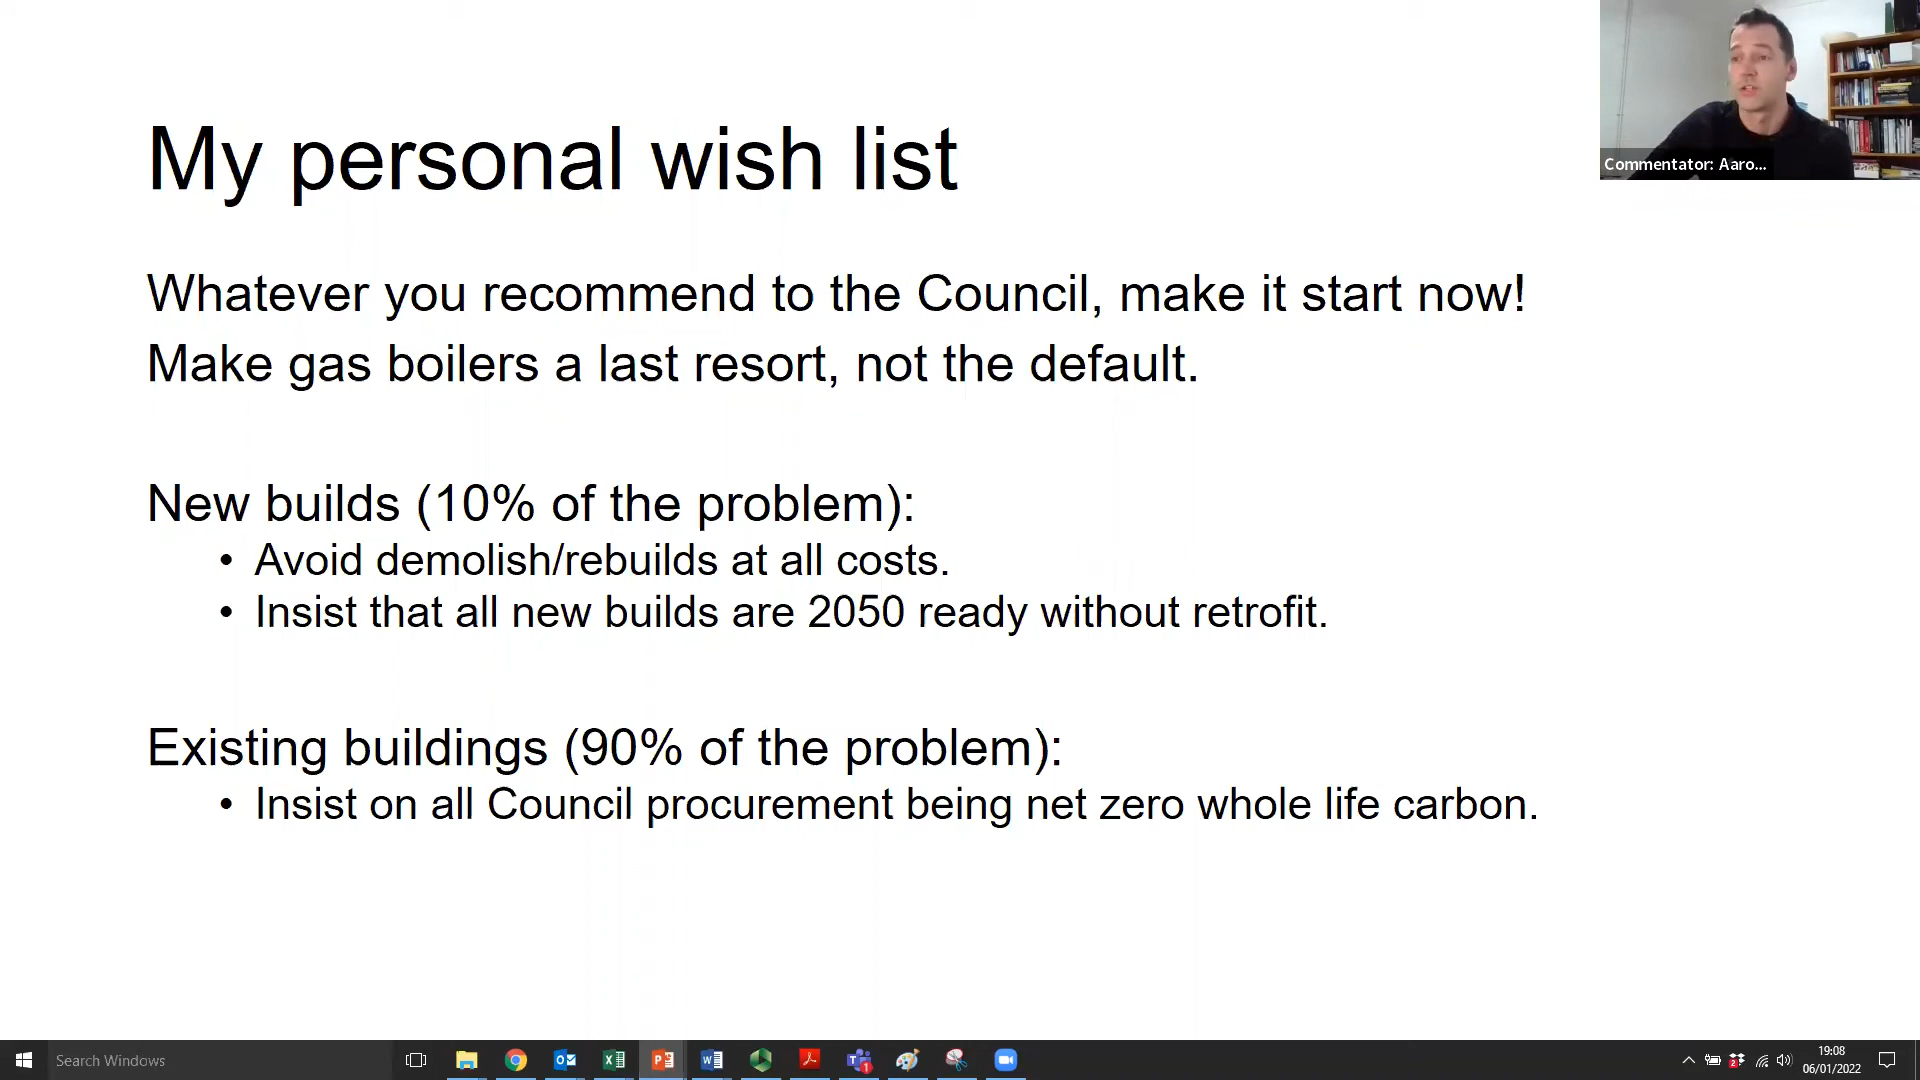 My personal wish list
Commentator: Aaro...
Whatever you recommend to the Council, make it start now!
Make gas boilers a last resort, not the default.
New builds (10% of the problem):
• Avoid demolish/rebuilds at all costs.
• Insist that all new builds are 2050 ready without retrofit.
Existing buildings (90% of the problem):
• Insist on all Council procurement being net zero whole life carbon.
Search Windows
19:08
06/01/2022